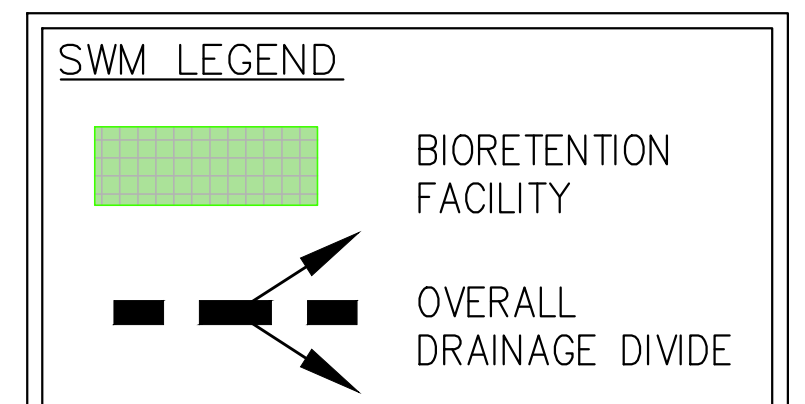 SWM LEGEND
BIORETENTION
FACILITY
OVERALL
DRAINAGE DIVIDE